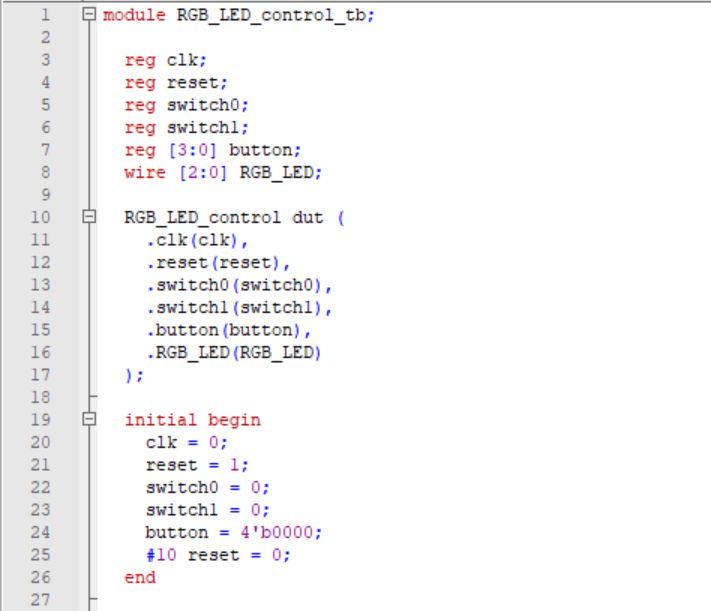 1 module RGB_LED_control_tb;
2
3 reg clk;
4 reg reset;
5 reg switch0;
6 reg switch1;
7 reg [3:0] button;
8 wire [2:0] RGB_LED;
9
10 RGB_LED_control dut (
11 .clk(clk),
12 .reset(reset),
13 .switch0(switch0),
14 .switch1(switch1),
15 .button(button),
16 .RGB_LED(RGB_LED)
17 );
18
19 initial begin
20 clk = 0;
21 reset = 1;
22 switch0 = 0;
23 switch1 = 0;
24 button = 4'b0000;
25 #10 reset = 0;
26 end
27